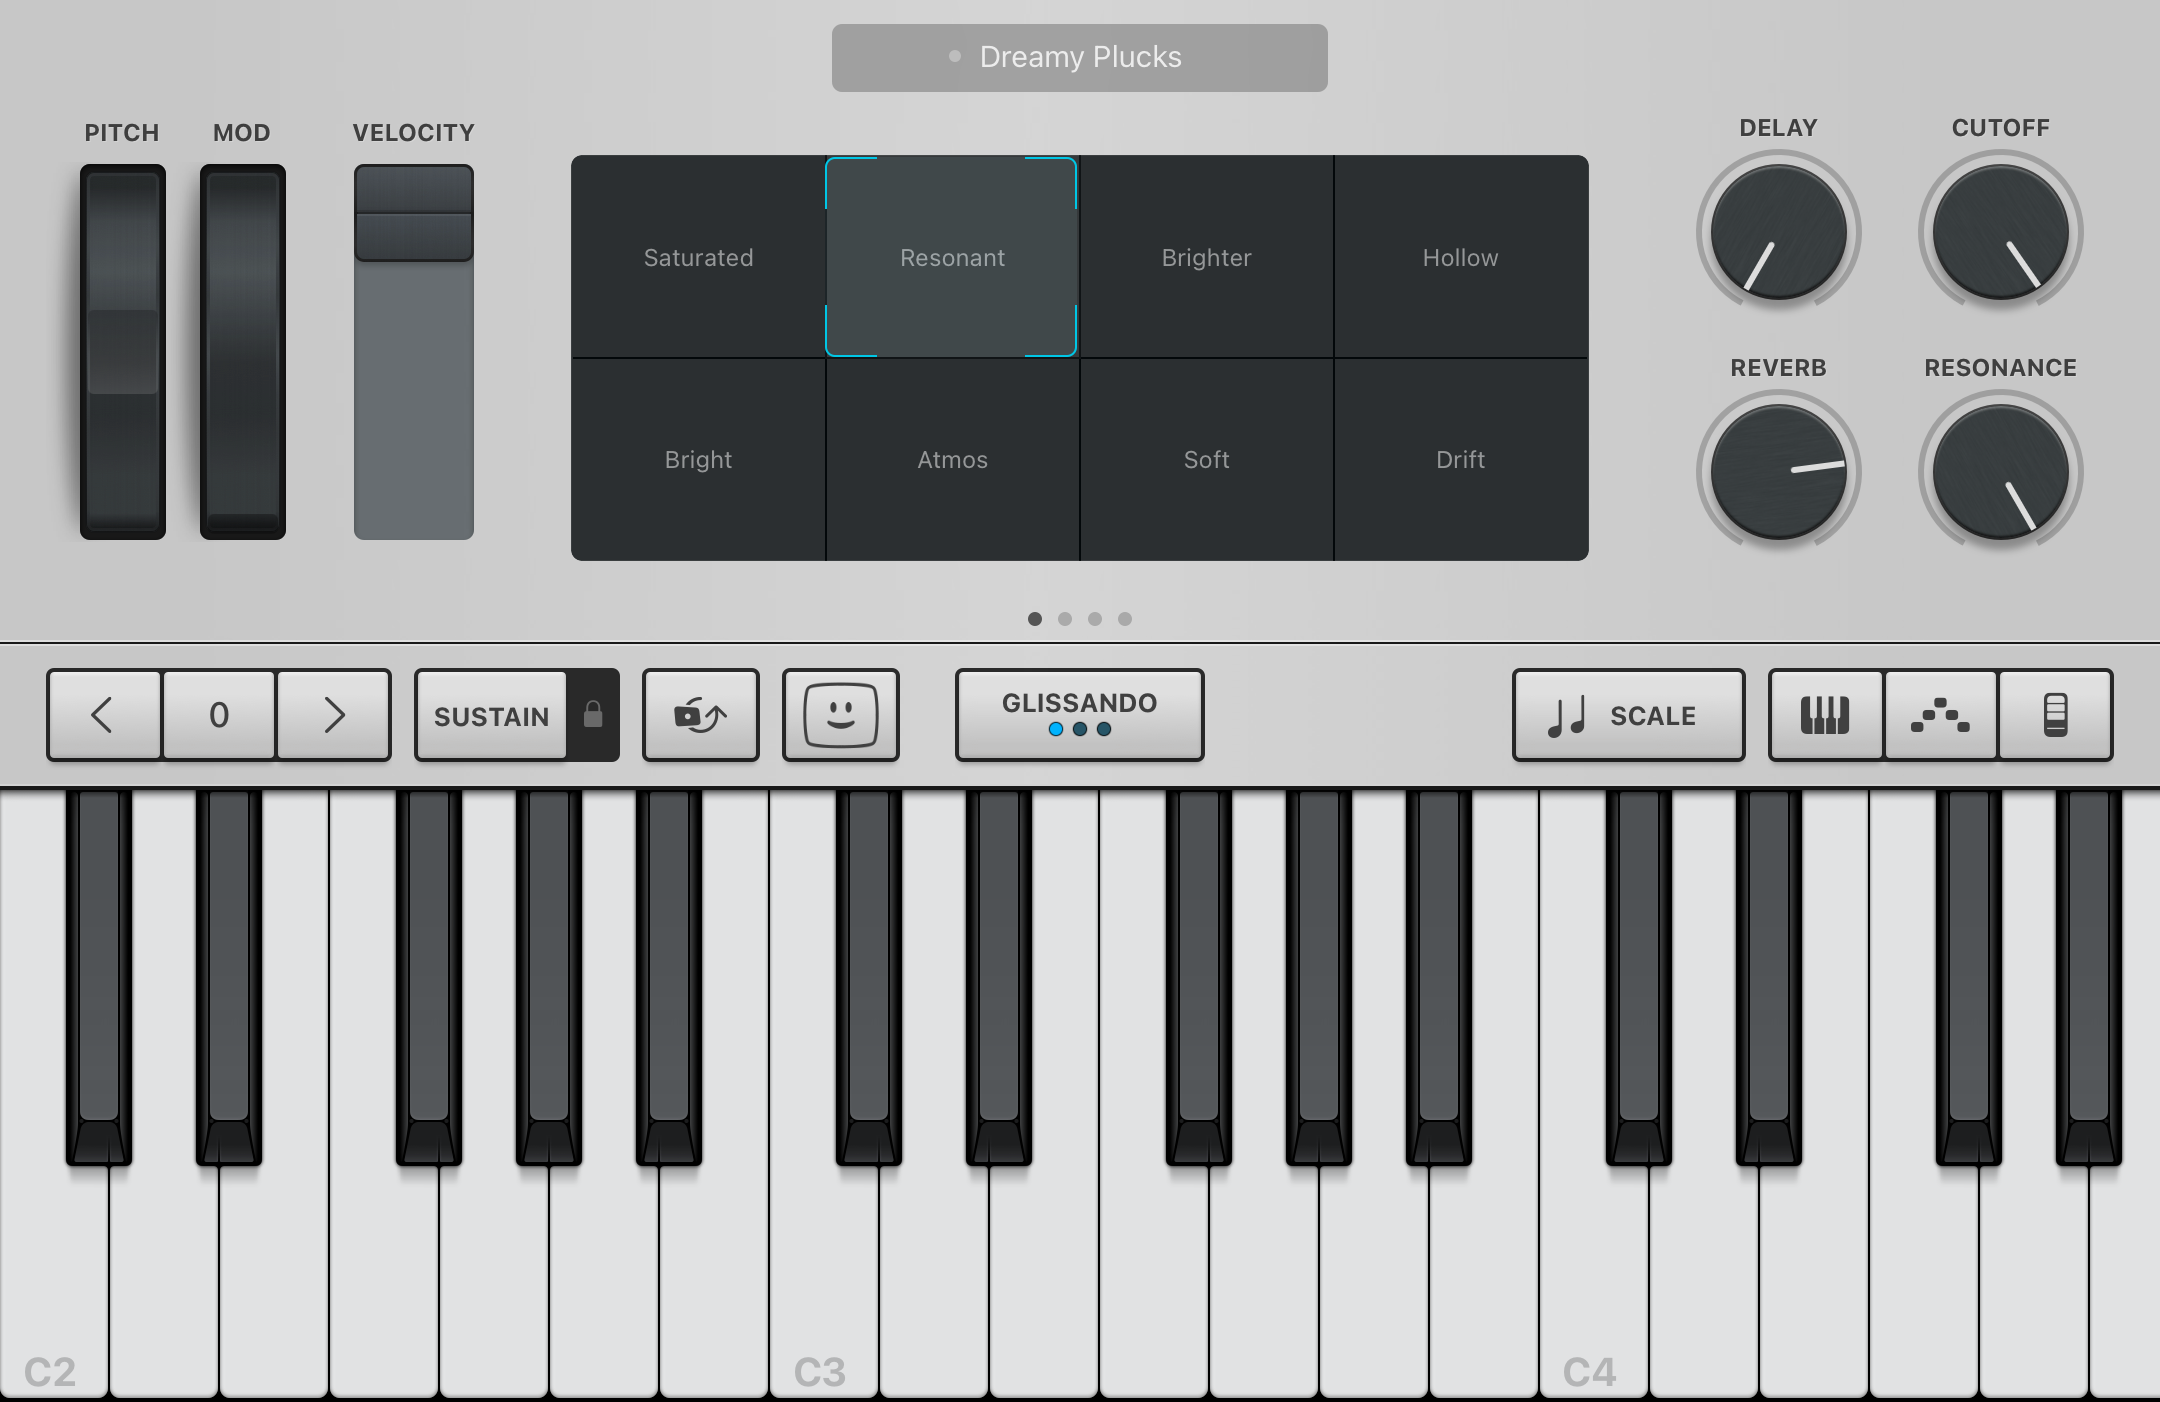 Dreamy Plucks
PITCH
MOD
VELOCITY
DELAY
CUTOFF
Saturated
Resonant
Brighter
Hollow
REVERB
RESONANCE
Bright
Atmos
Soft
Drift
0
SUSTAIN
GLISSANDO
SCALE
C2
C3
C4